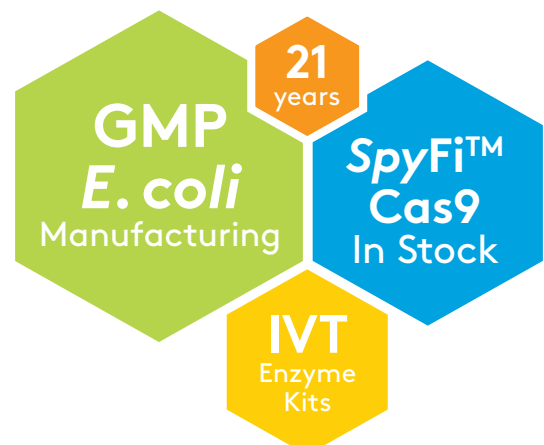 21
years
GMP
E. coli
Manufacturing
SpyFi™
Cas9
In Stock
IVT
Enzyme
Kits